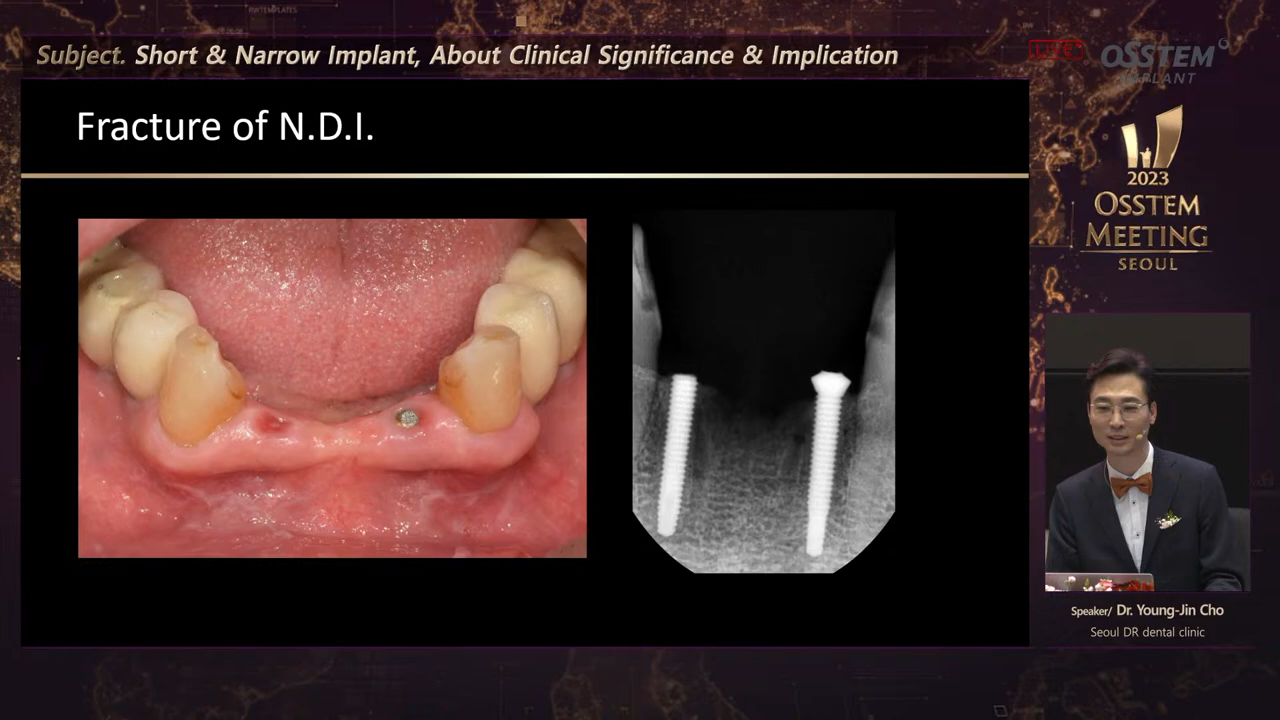 Subject. Short & Narrow Implant, About Clinical Significance & Implication
LIVE
OSSTEM
IMPLANT
Fracture of N.D.I.
2023
OSSTEM
MEETING
SEOUL
Speaker/ Dr. Young-Jin Cho
Seoul DR dental clinic